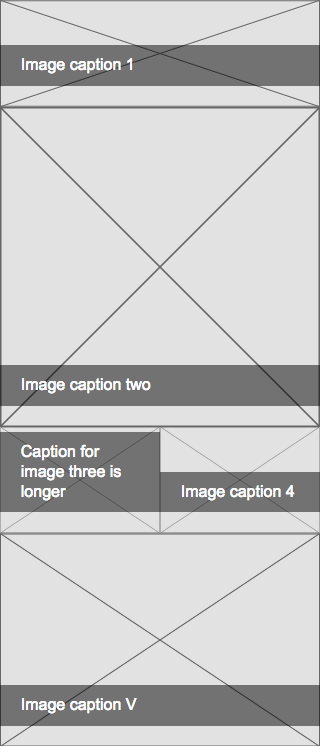 Image caption 1
Image caption two
Caption for
image three is
longer
Image caption 4
Image caption V